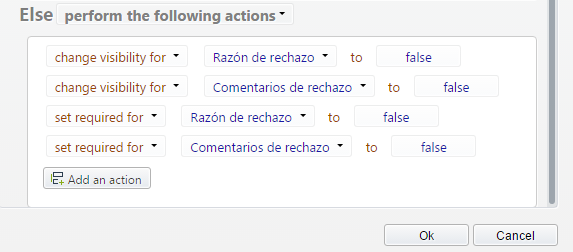 Else perform the following actions
change visibility for Razón de rechazo to false
change visibility for Comentarios de rechazo to false
set required for Razón de rechazo to false
set required for Comentarios de rechazo to false
Add an action
Ok Cancel